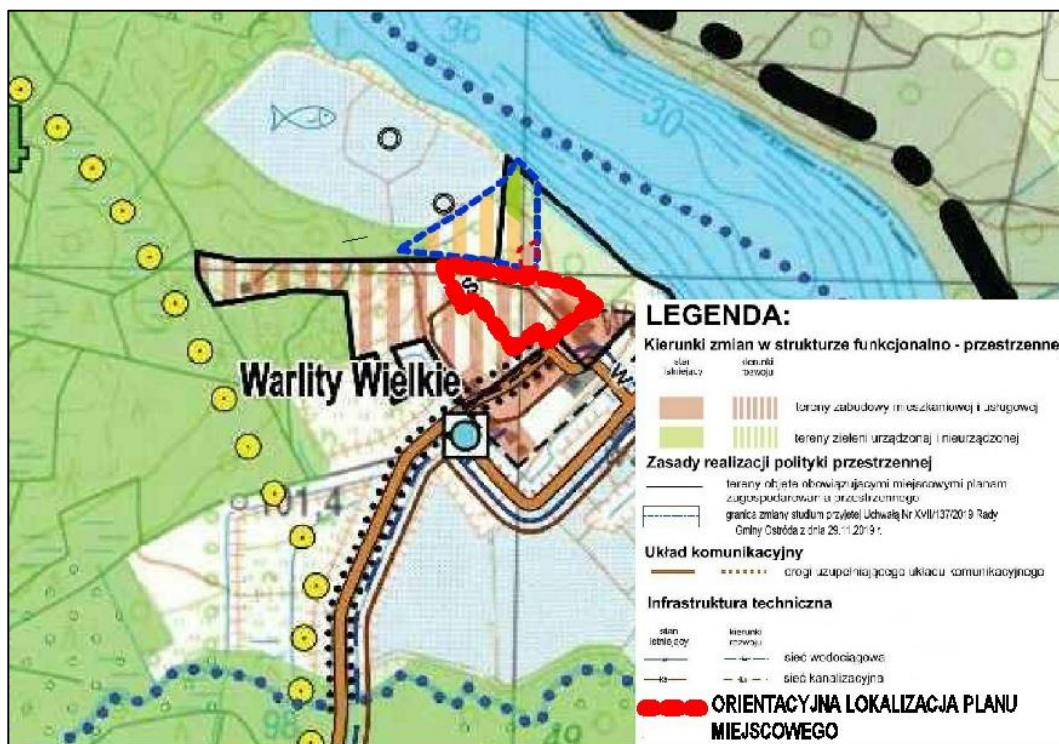 36
30
S
Warlity Wielkie
W
101,4
98
49
LEGENDA:
Kierunki zmian w strukturze funkcjonalno - przestrzenne
stan
istniejący
kierunki
rozwoju
tereny zabudowy mieszkaniowej i usługowej
tereny zieleni urządzonej i nieurządzonej
Zasady realizacji polityki przestrzennej
tereny objęte obowiązującymi miejscowymi planami
zagospodarowania przestrzennego
granica zmiany studium przyjętej Uchwałą Nr XVII/137/2019 Rady
Gminy Ostróda z dnia 29.11.2019 r.
Układ komunikacyjny
drogi uzupełniającego układu komunikacyjnego
Infrastruktura techniczna
stan
istniejący
kierunki
rozwoju
sieć wodociągowa
sieć kanalizacyjna
ORIENTACYJNA LOKALIZACJA PLANU
MIEJSCOWEGO